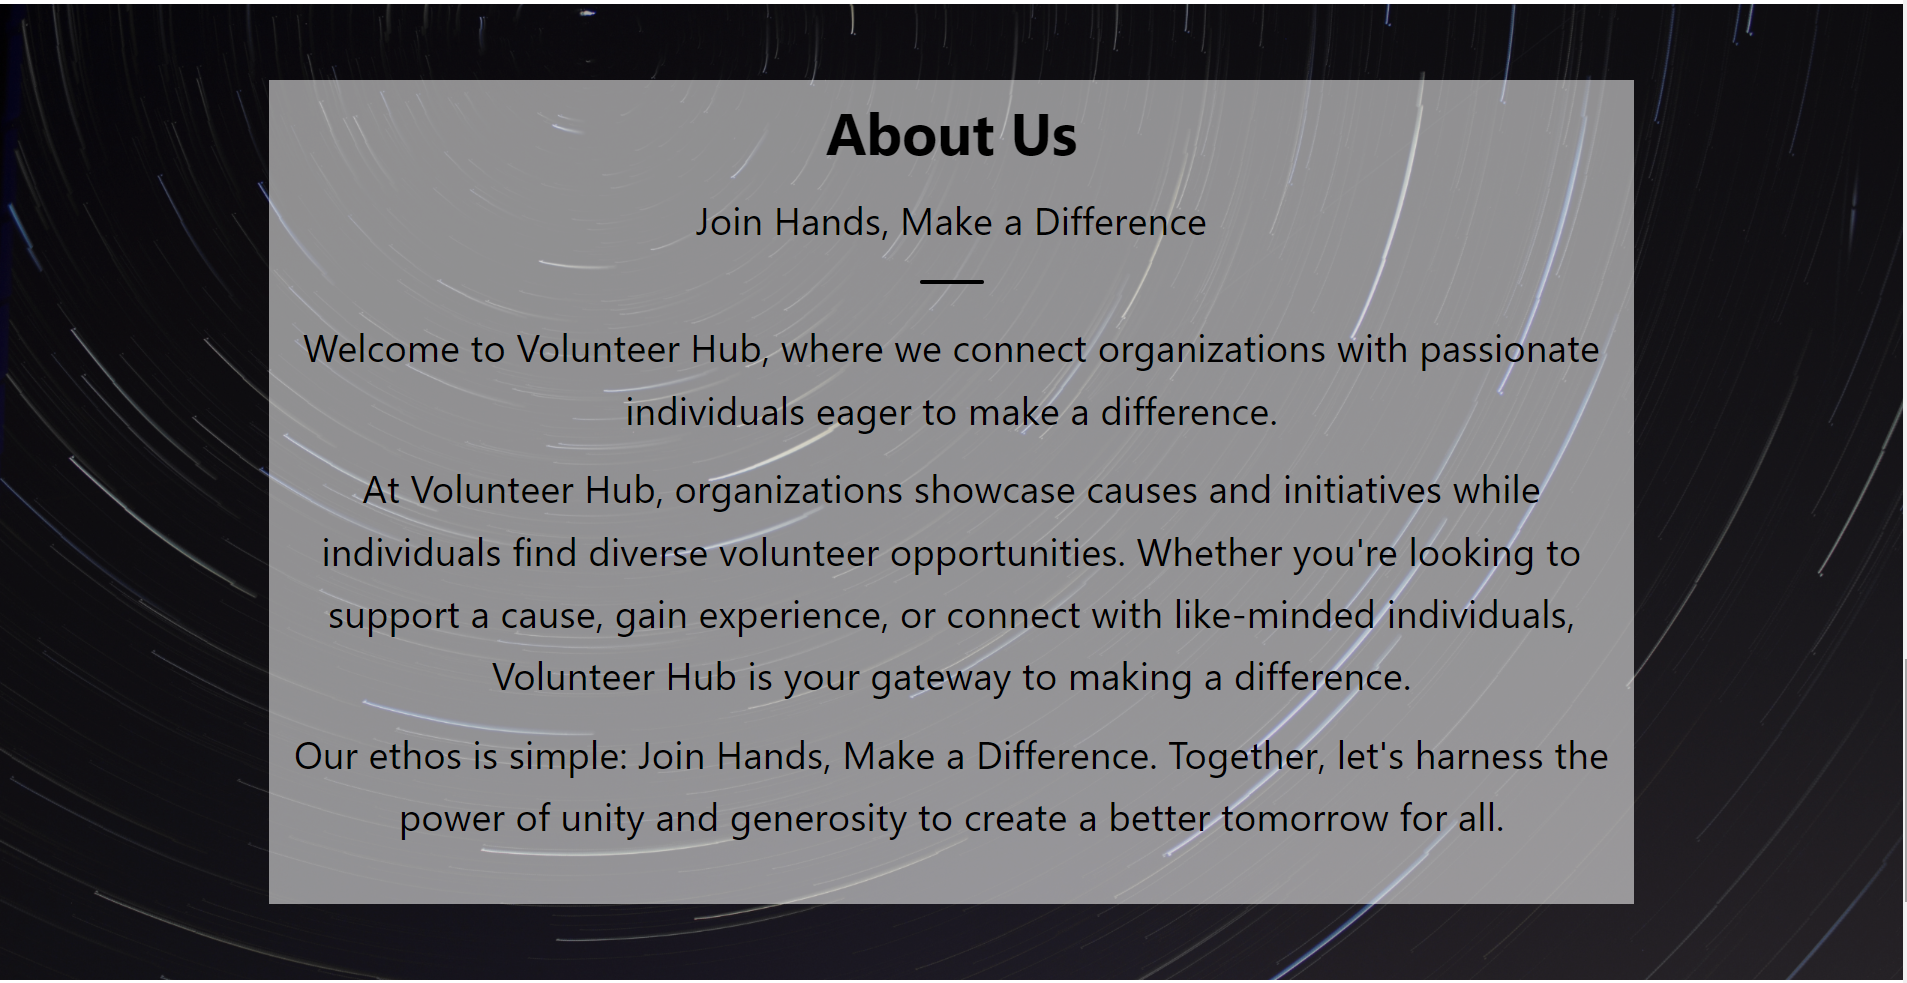 About Us
Join Hands, Make a Difference
Welcome to Volunteer Hub, where we connect organizations with passionate
individuals eager to make a difference.
At Volunteer Hub, organizations showcase causes and initiatives while
individuals find diverse volunteer opportunities. Whether you're looking to
support a cause, gain experience, or connect with like-minded individuals,
Volunteer Hub is your gateway to making a difference.
Our ethos is simple: Join Hands, Make a Difference. Together, let's harness the
power of unity and generosity to create a better tomorrow for all.